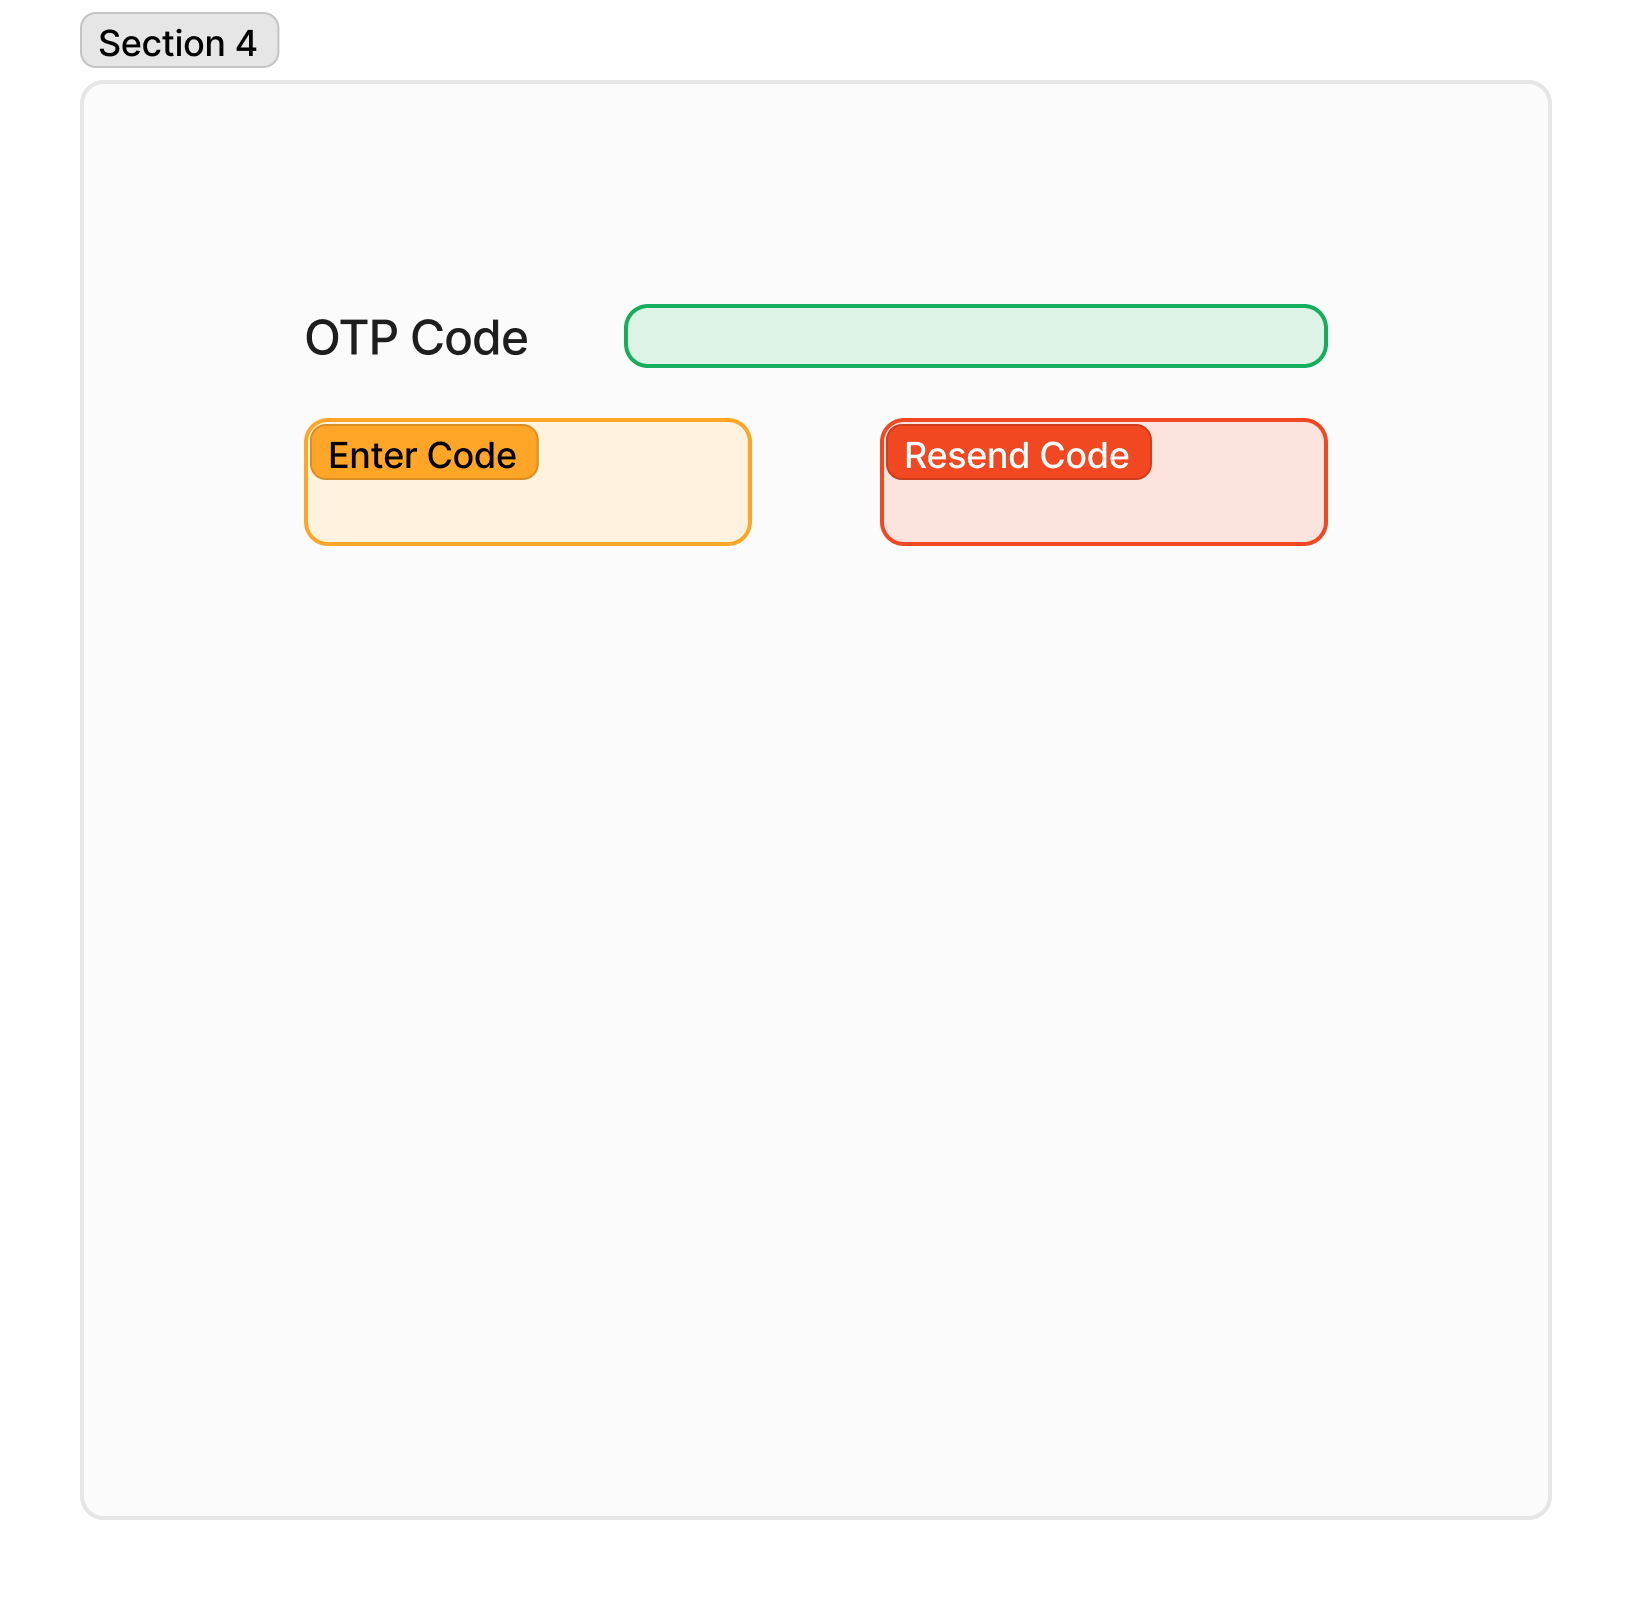 Section 4
OTP Code
Enter Code
Resend Code